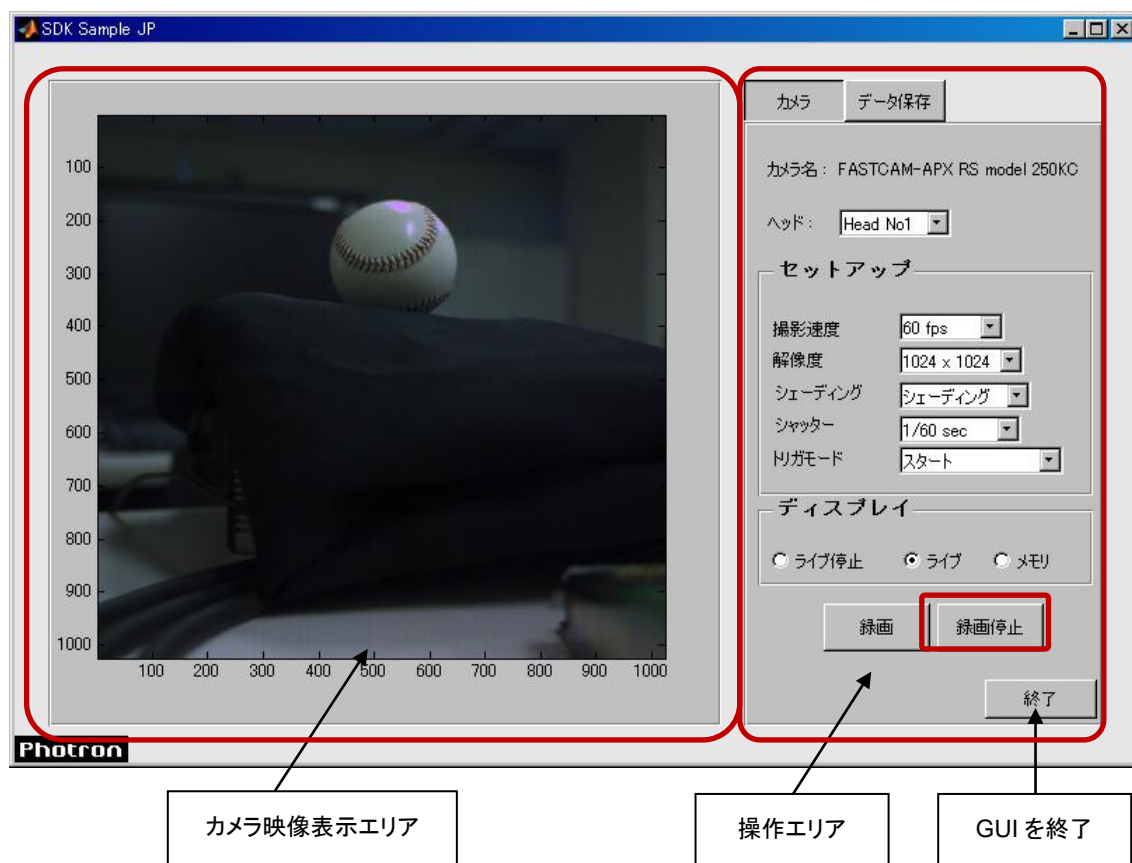 SDK Sample JP
カメラ
データ保存
カメラ名 : FASTCAM-APX RS model 250KC
ヘッド :
Head No1
セットアップ
撮影速度
60 fps
解像度
1024 x 1024
シェーディング
シェーディング
シャッター
1/60 sec
トリガモード
スタート
ディスプレイ
ライブ停止
ライブ
メモリ
録画
録画停止
終了
100
200
300
400
500
600
700
800
900
1000
100 200 300 400 500 600 700 800 900 1000
Photron
カメラ映像表示エリア
操作エリア
GUI を終了